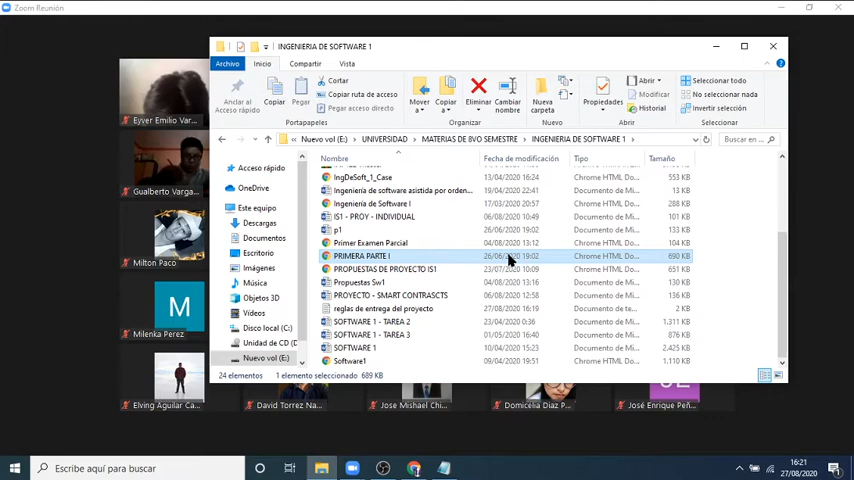 Zoom Reunión
INGENIERIA DE SOFTWARE 1
Archivo Inicio Compartir Vista
Anclar al Acceso rápido
Copiar
Pegar
Cortar
Copiar ruta de acceso
Pegar acceso directo
Portapapeles
Mover a
Copiar a
Eliminar
Cambiar nombre
Organizar
Nueva carpeta
Nuevo
Propiedades
Abrir
Modificar
Historial
Abrir
Seleccionar todo
No seleccionar nada
Invertir selección
Seleccionar
« Nuevo vol (E:) > UNIVERSIDAD > MATERIAS DE 8VO SEMESTRE > INGENIERIA DE SOFTWARE 1 >
Buscar en ...
Nombre Fecha de modificación Tipo Tamaño
Acceso rápido
OneDrive
Este equipo
Descargas
Documentos
Escritorio
Imágenes
Música
Objetos 3D
Vídeos
Disco local (C:)
Unidad de CD (D
Nuevo vol (E:)
IngDeSoft_1_Case 13/04/2020 16:24 Chrome HTML Do... 553 KB
Ingeniería de software asistida por orden... 19/04/2020 22:41 Documento de Mi... 13 KB
Ingeniería de Software I 17/03/2020 20:57 Chrome HTML Do... 288 KB
IS1 - PROY - INDIVIDUAL 06/08/2020 10:49 Documento de Mi... 101 KB
p1 26/06/2020 19:02 Documento de Mi... 93 KB
Primer Examen Parcial 04/08/2020 13:12 Chrome HTML Do... 104 KB
PRIMERA PARTE I 26/06/2020 19:02 Chrome HTML Do... 690 KB
PROPUESTAS DE PROYECTO IS1 23/07/2020 10:09 Chrome HTML Do... 651 KB
Propuestas Sw1 04/08/2020 13:16 Documento de Mi... 130 KB
PROYECTO - SMART CONTRASCTS 06/08/2020 12:58 Documento de Mi... 136 KB
reglas de entrega del proyecto 13/08/2020 17:21 Documento de te... 2 KB
SOFTWARE 1 - TAREA 2 23/04/2020 0:36 Documento de Mi... 1.311 KB
SOFTWARE 1 - TAREA 3 01/05/2020 16:40 Documento de Mi... 876 KB
SOFTWARE 1 10/04/2020 15:23 Documento de Mi... 2.425 KB
Software1 09/04/2020 19:51 Chrome HTML Do... 1.110 KB
24 elementos 1 elemento seleccionado 689 KB
Eyyer Emilio Var...
Gualberto Vargas...
Milton Paco
M
Milenka Perez
Elving Aguilar Ca...
David Torrez Na...
Jose Mishael Chi...
Domicelia Diaz P...
José Enrique Peñ...
Escribe aquí para buscar
16:21
27/08/2020